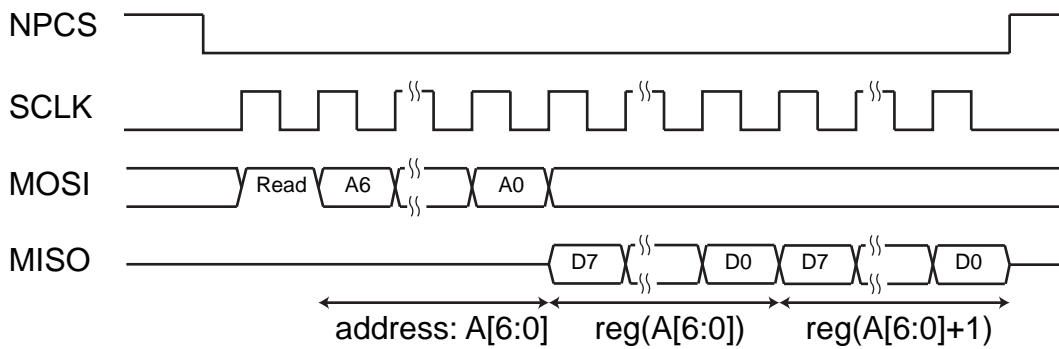 NPCS
SCLK
MOSI Read A6 A0
MISO D7 D0 D7 D0
address: A[6:0] reg(A[6:0]) reg(A[6:0]+1)